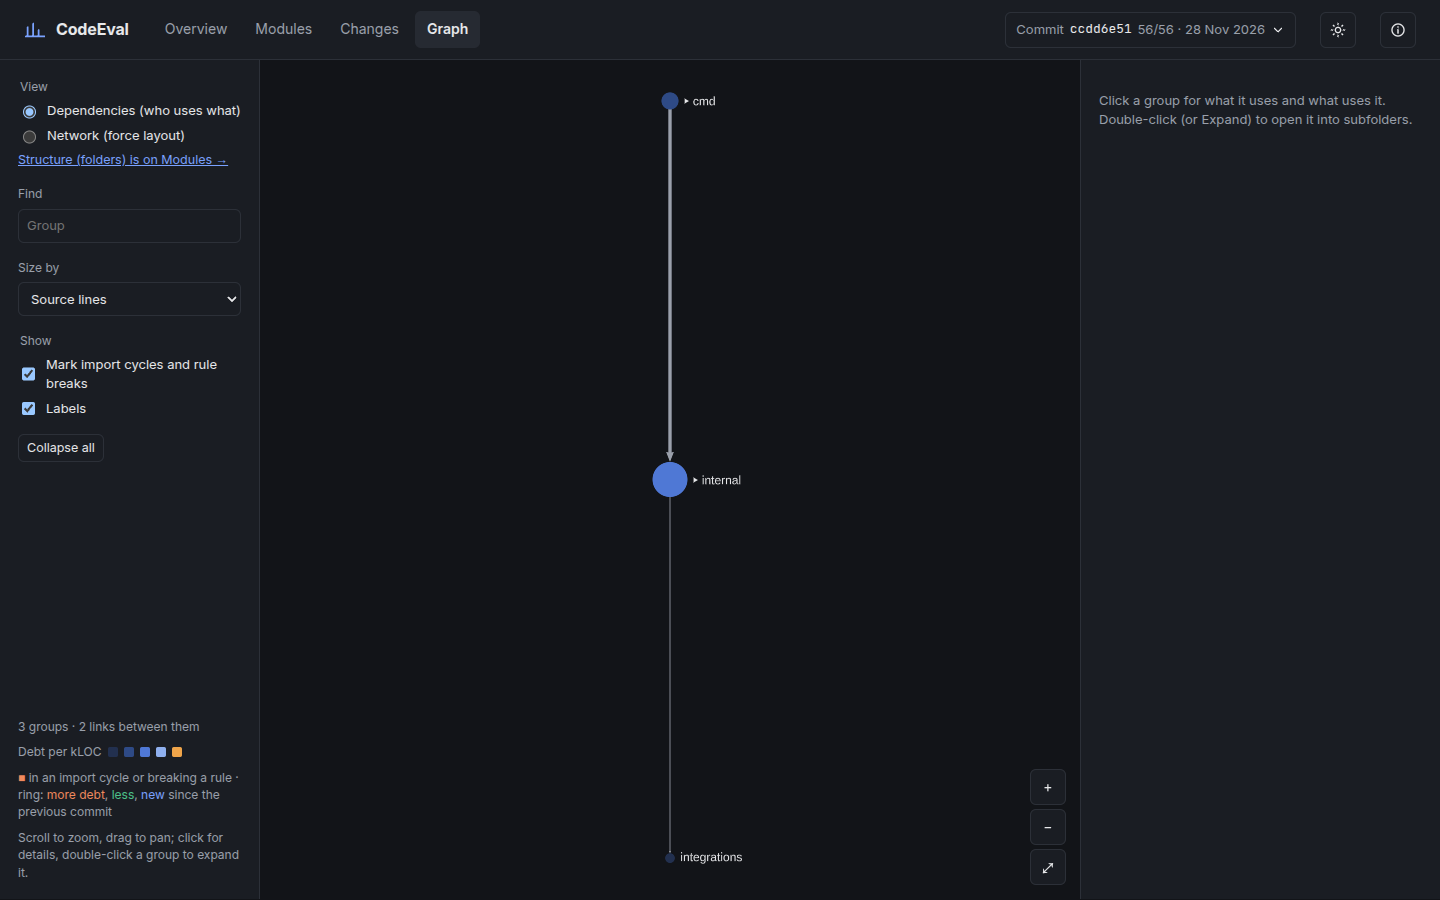 CodeEval
Overview
Modules
Changes
Graph
Commit ccdd6e51 56/56 · 28 Nov 2026
View
Dependencies (who uses what)
Network (force layout)
Structure (folders) is on Modules →
Find
Group
Size by
Source lines
Show
Mark import cycles and rule
breaks
Labels
Collapse all
3 groups · 2 links between them
Debt per kLOC
in an import cycle or breaking a rule ·
ring: more debt, less, new since the
previous commit
Scroll to zoom, drag to pan; click for
details, double-click a group to expand
it.
cmd
internal
integrations
+
−
Click a group for what it uses and what uses it.
Double-click (or Expand) to open it into subfolders.